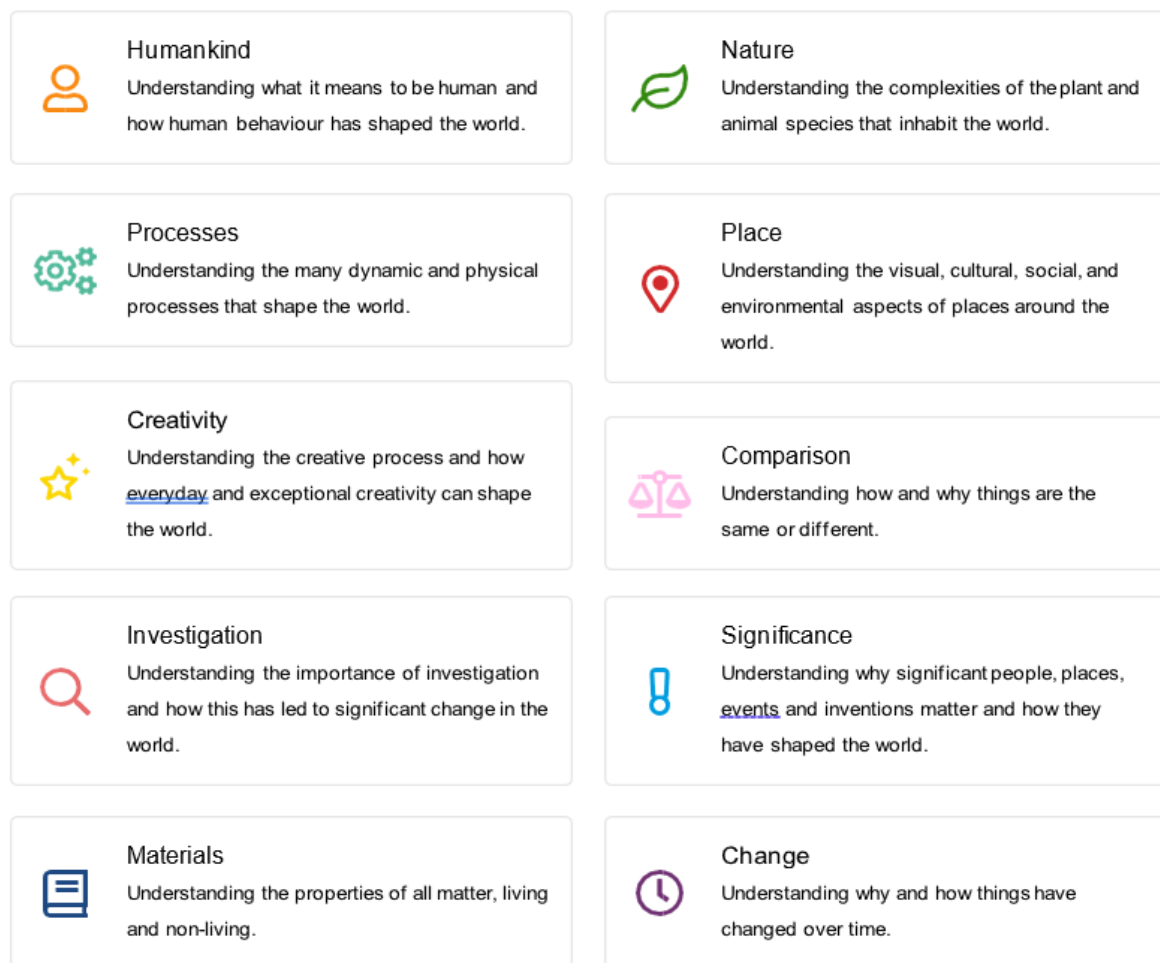 Humankind
Understanding what it means to be human and
how human behaviour has shaped the world.
Nature
Understanding the complexities of the plant and
animal species that inhabit the world.
Processes
Understanding the many dynamic and physical
processes that shape the world.
Place
Understanding the visual, cultural, social, and
environmental aspects of places around the
world.
Creativity
Understanding the creative process and how
everyday and exceptional creativity can shape
the world.
Comparison
Understanding how and why things are the
same or different.
Investigation
Understanding the importance of investigation
and how this has led to significant change in the
world.
Significance
Understanding why significant people, places,
events and inventions matter and how they
have shaped the world.
Materials
Understanding the properties of all matter, living
and non-living.
Change
Understanding why and how things have
changed over time.